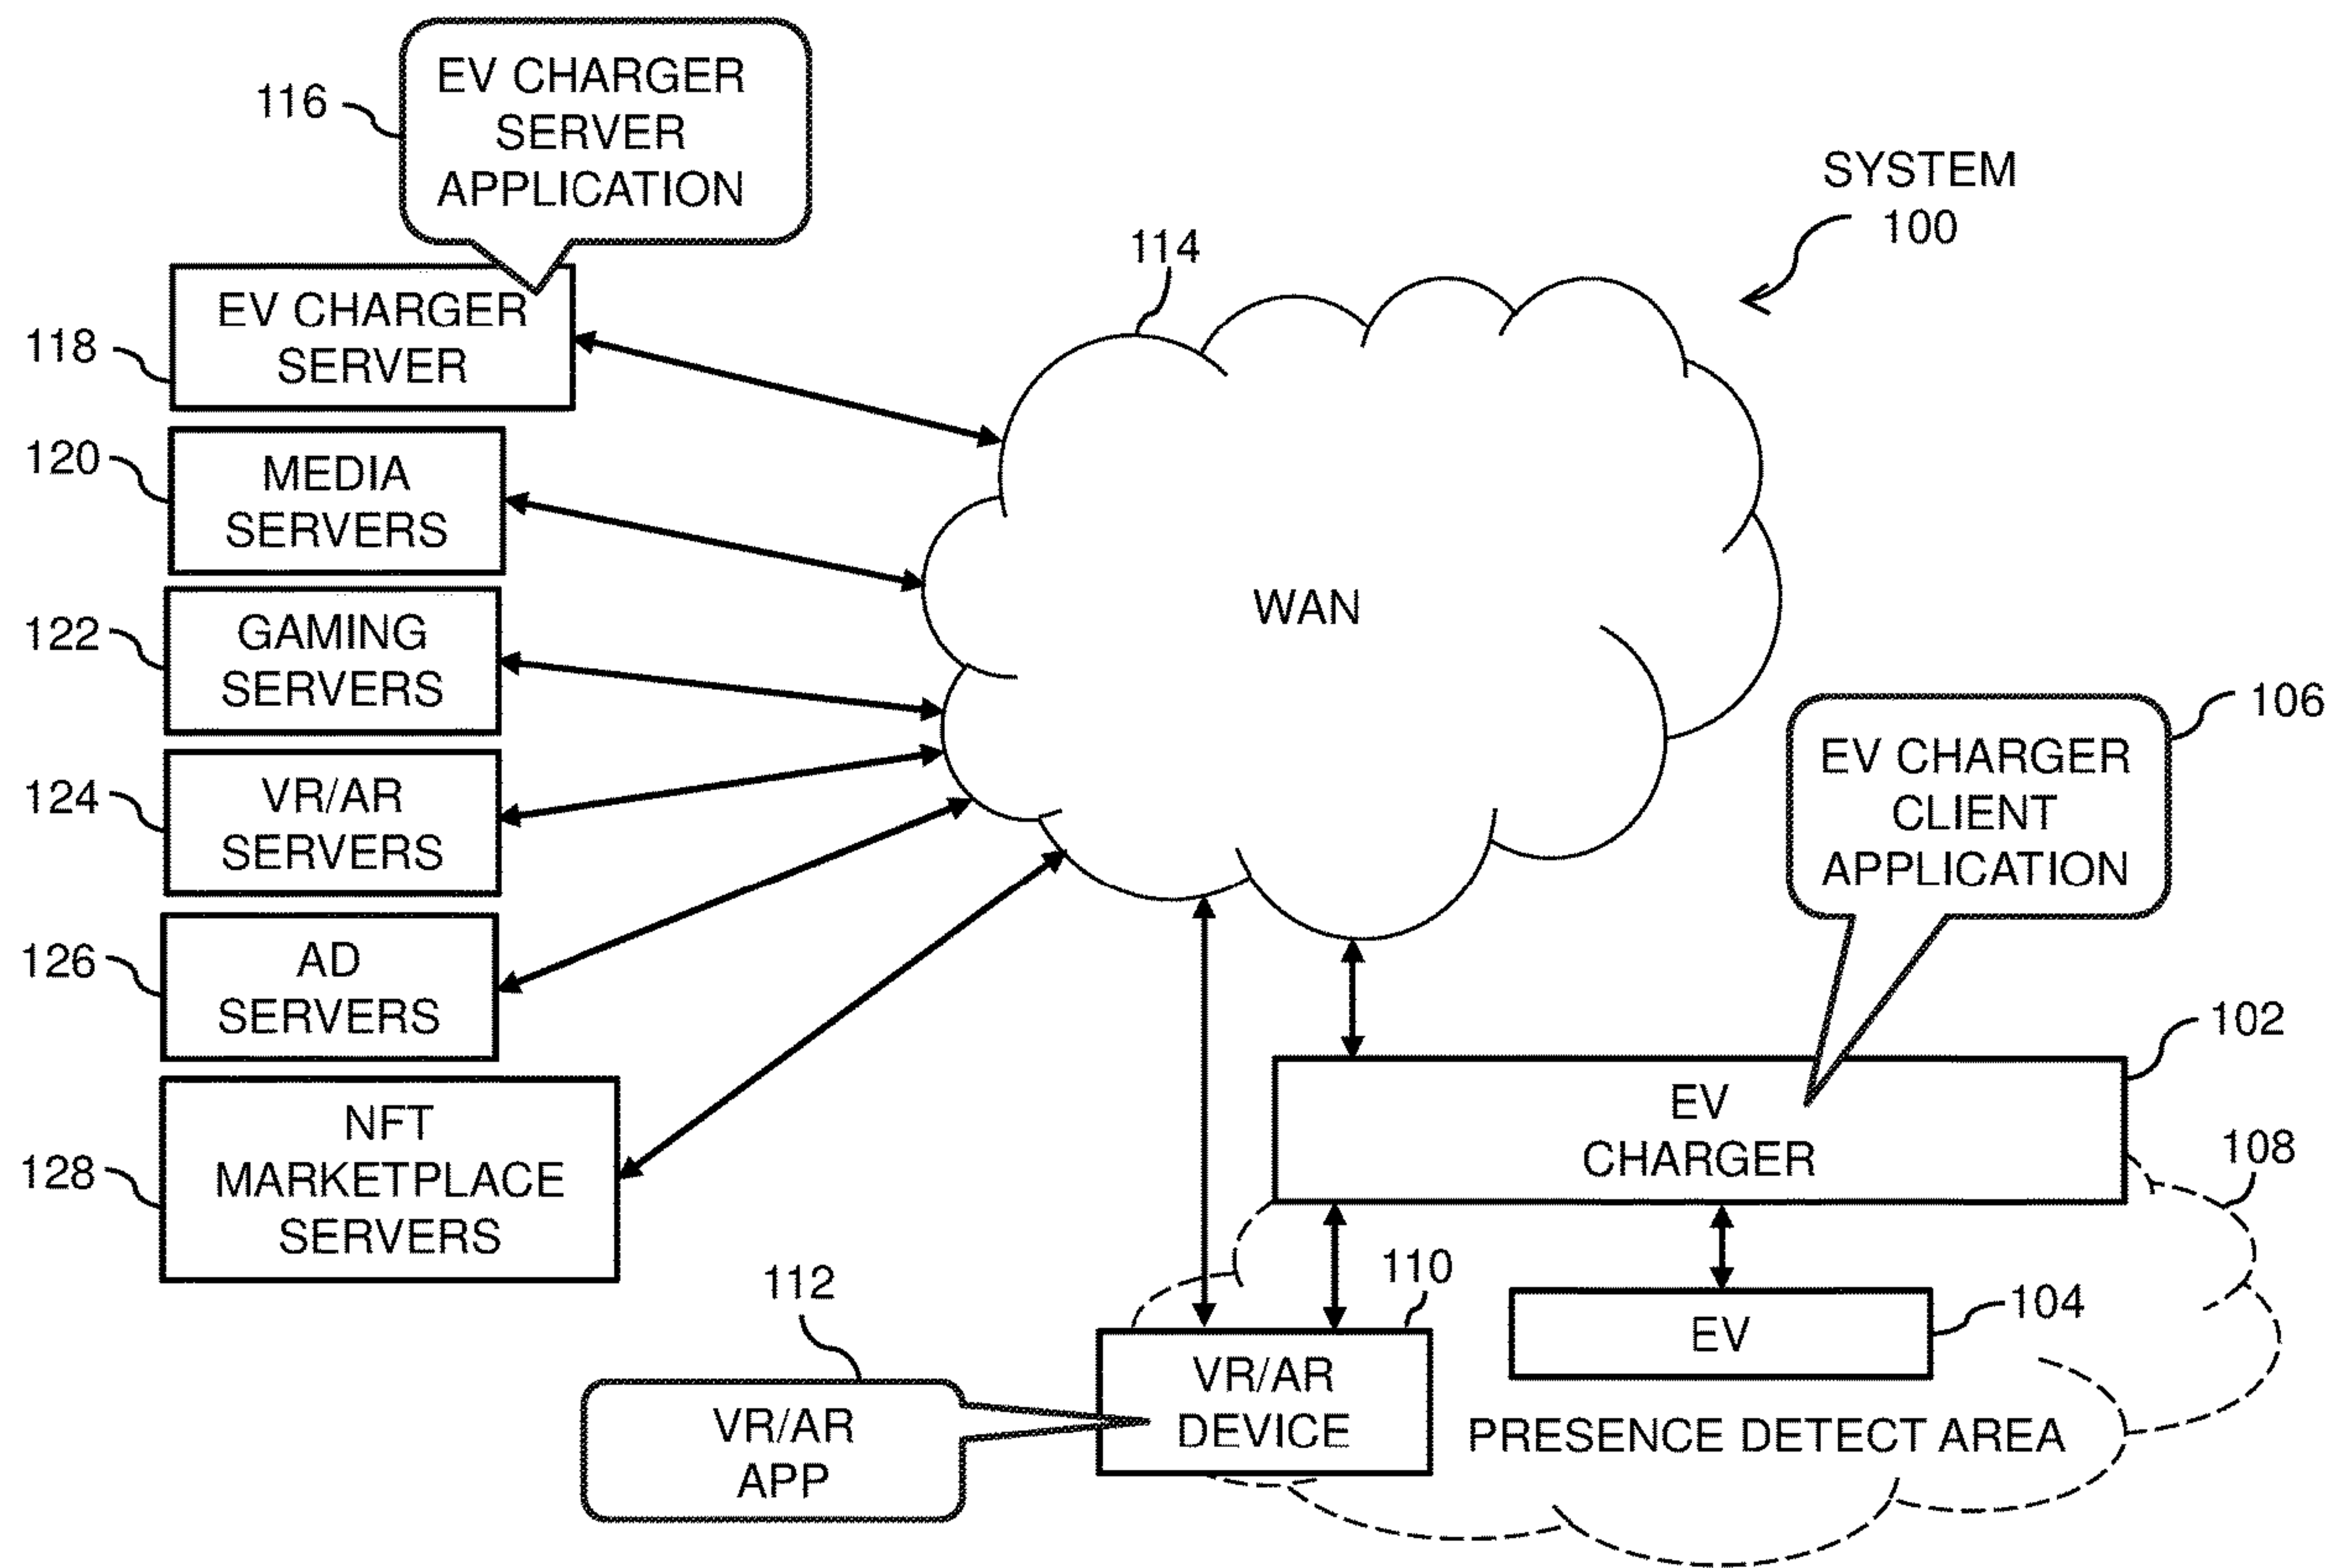 116
EV CHARGER
SERVER
APPLICATION
SYSTEM
100
114
118
EV CHARGER
SERVER
120
MEDIA
SERVERS
WAN
122
GAMING
SERVERS
106
EV CHARGER
CLIENT
APPLICATION
124
VR/AR
SERVERS
126
AD
SERVERS
102
EV
CHARGER
128
NFT
MARKETPLACE
SERVERS
108
112
110
104
EV
VR/AR
DEVICE
VR/AR
APP
PRESENCE DETECT AREA